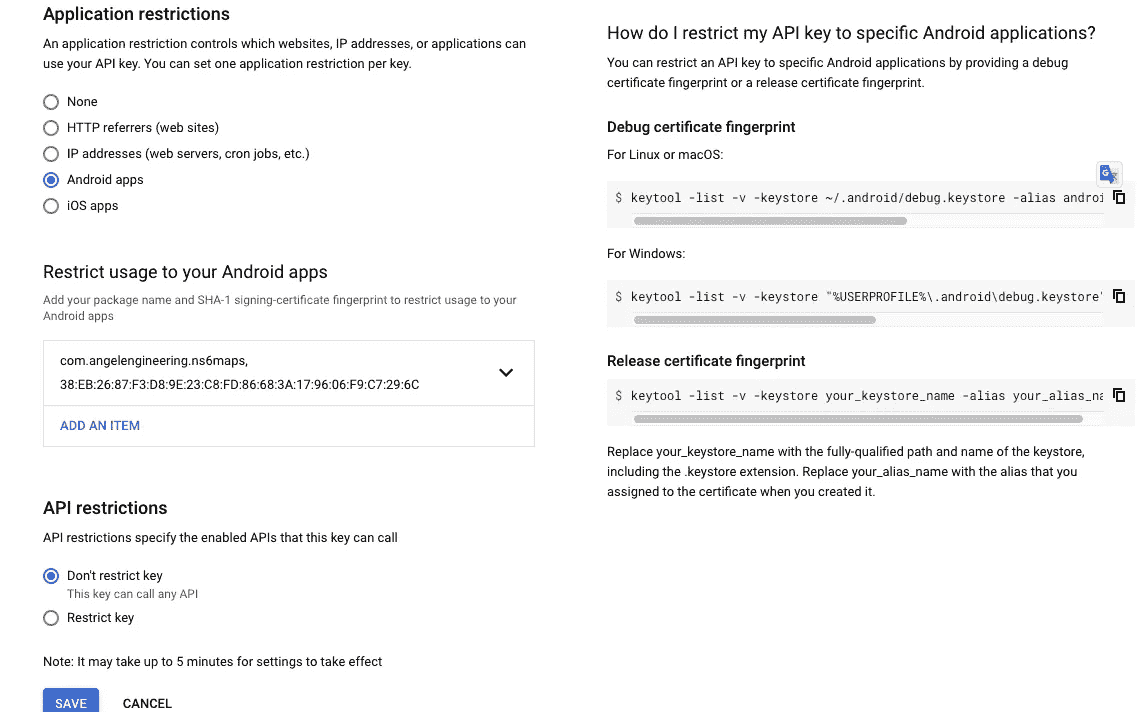 Application restrictions
An application restriction controls which websites, IP addresses, or applications can
use your API key. You can set one application restriction per key.
None
HTTP referrers (web sites)
IP addresses (web servers, cron jobs, etc.)
Android apps
iOS apps
Restrict usage to your Android apps
Add your package name and SHA-1 signing-certificate fingerprint to restrict usage to your
Android apps
com.angelengineering.ns6maps,
38:EB:26:87:F3:D8:9E:23:C8:FD:86:68:3A:17:96:06:F9:C7:29:6C
ADD AN ITEM
API restrictions
API restrictions specify the enabled APIs that this key can call
Don't restrict key
This key can call any API
Restrict key
Note: It may take up to 5 minutes for settings to take effect
SAVE CANCEL
How do I restrict my API key to specific Android applications?
You can restrict an API key to specific Android applications by providing a debug
certificate fingerprint or a release certificate fingerprint.
Debug certificate fingerprint
For Linux or macOS:
$ keytool -list -v -keystore ~/.android/debug.keystore -alias androi
For Windows:
$ keytool -list -v -keystore "%USERPROFILE%\.android\debug.keystore"
Release certificate fingerprint
$ keytool -list -v -keystore your_keystore_name -alias your_alias_na
Replace your_keystore_name with the fully-qualified path and name of the keystore,
including the .keystore extension. Replace your_alias_name with the alias that you
assigned to the certificate when you created it.